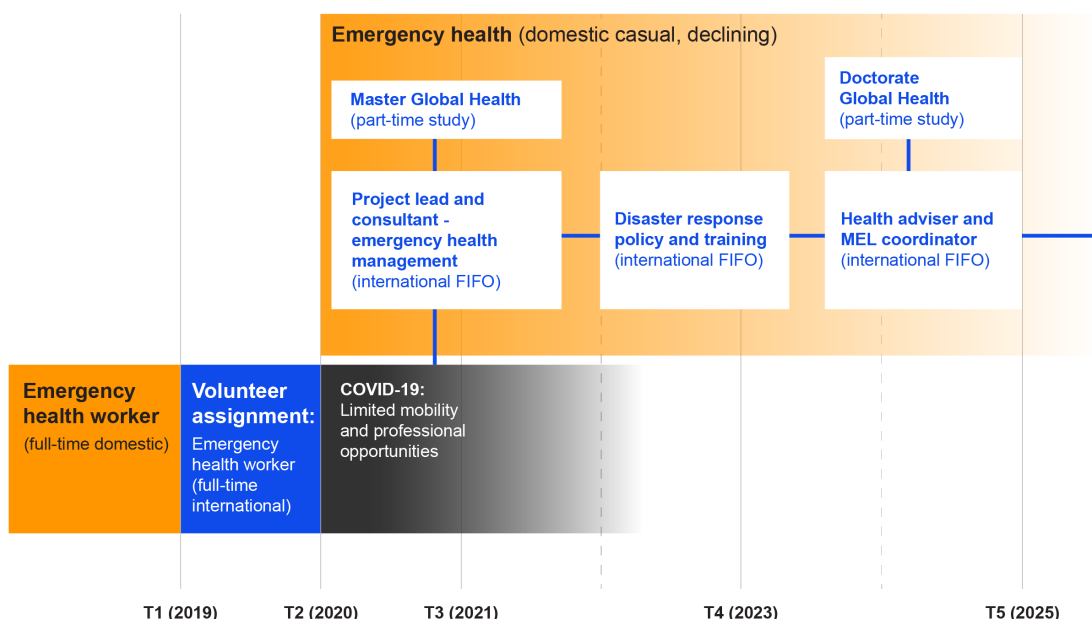 Emergency health (domestic casual, declining)
Master Global Health
(part-time study)
Doctorate
Global Health
(part-time study)
Project lead and
consultant -
emergency health
management
(international FIFO)
Disaster response
policy and training
(international FIFO)
Health adviser and
MEL coordinator
(international FIFO)
Emergency
health worker
(full-time domestic)
Volunteer
assignment:
Emergency
health worker
(full-time
international)
COVID-19:
Limited mobility
and professional
opportunities
T1 (2019)
T2 (2020)
T3 (2021)
T4 (2023)
T5 (2025)